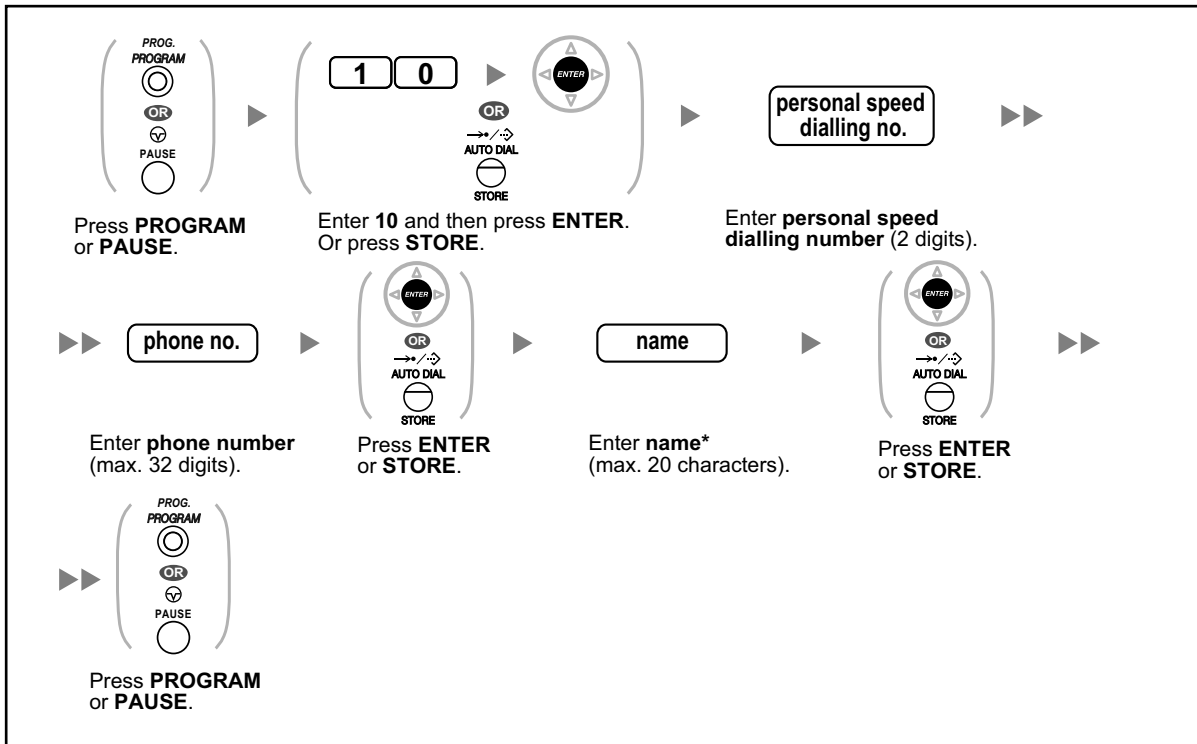 PROG.
PROGRAM
OR
PAUSE
Press PROGRAM
or PAUSE.
1 0
ENTER
OR
AUTO DIAL
STORE
Enter 10 and then press ENTER.
Or press STORE.
personal speed
dialling no.
Enter personal speed
dialling number (2 digits).
phone no.
Enter phone number
(max. 32 digits).
ENTER
OR
AUTO DIAL
STORE
Press ENTER
or STORE.
name
Enter name*
(max. 20 characters).
ENTER
OR
AUTO DIAL
STORE
Press ENTER
or STORE.
PROG.
PROGRAM
OR
PAUSE
Press PROGRAM
or PAUSE.